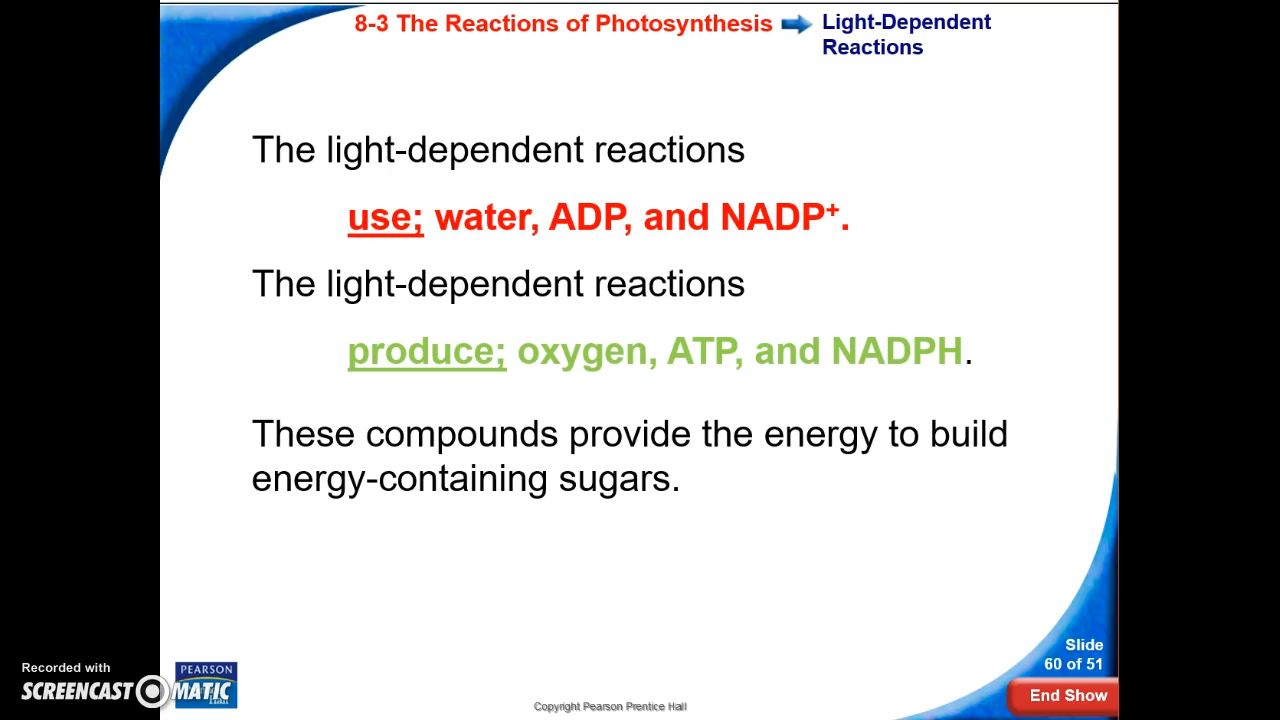 8-3 The Reactions of Photosynthesis
Light-Dependent
Reactions
The light-dependent reactions
use; water, ADP, and NADP⁺.
The light-dependent reactions
produce; oxygen, ATP, and NADPH.
These compounds provide the energy to build
energy-containing sugars.
Slide
60 of 51
End Show
Recorded with
SCREENCAST MATIC
PEARSON
Copyright Pearson Prentice Hall